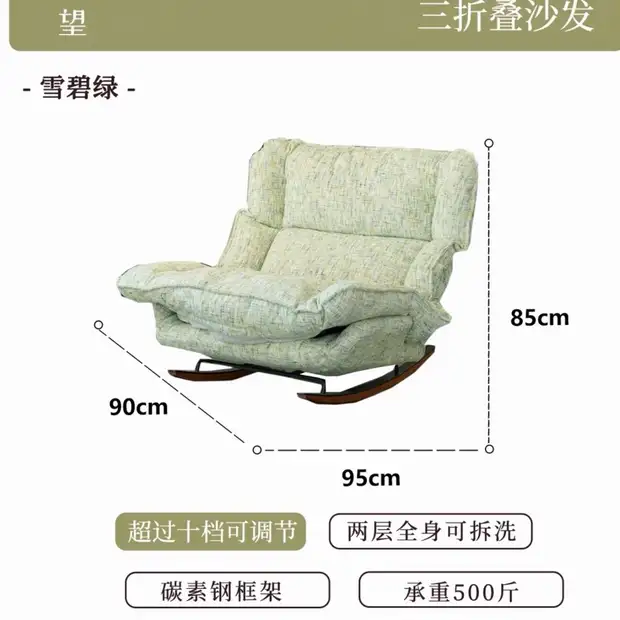 望
三折叠沙发
- 雪碧绿 -
85cm
90cm
95cm
超过十档可调节
两层全身可拆洗
碳素钢框架
承重500斤